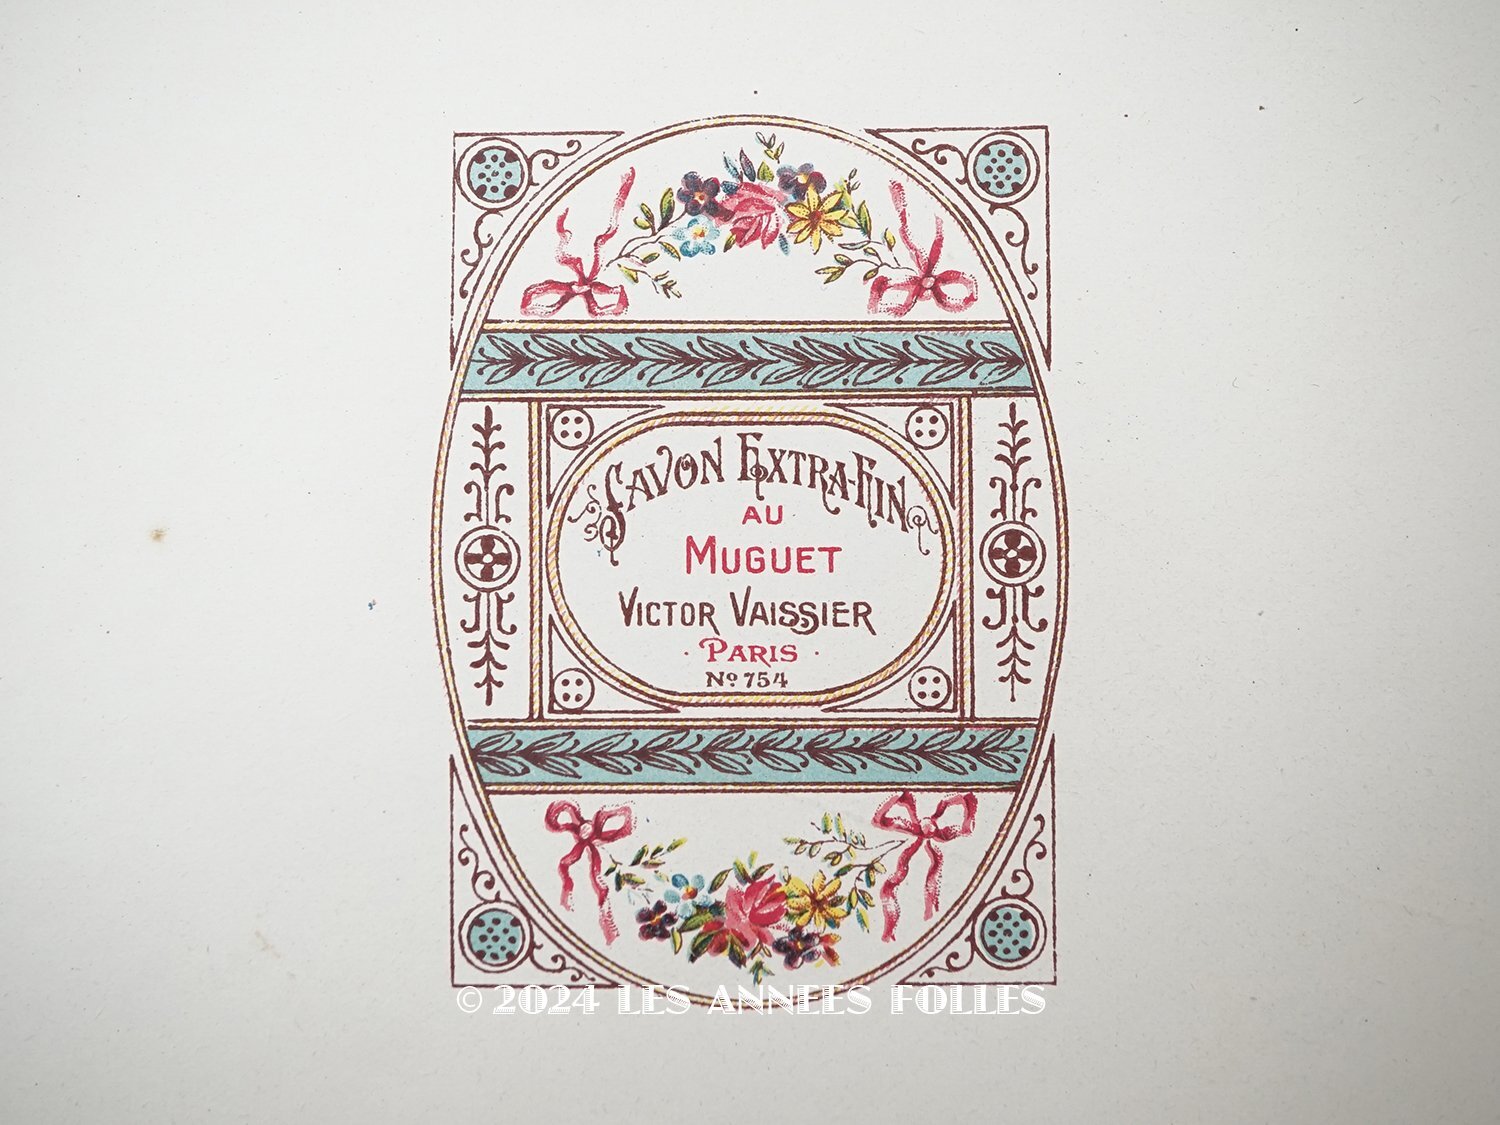 SAVON EXTRA-FIN
AU
MUGUET
VICTOR VAISSIER
· PARIS ·
No 754
© 2024 LES ANNEES FOLLES